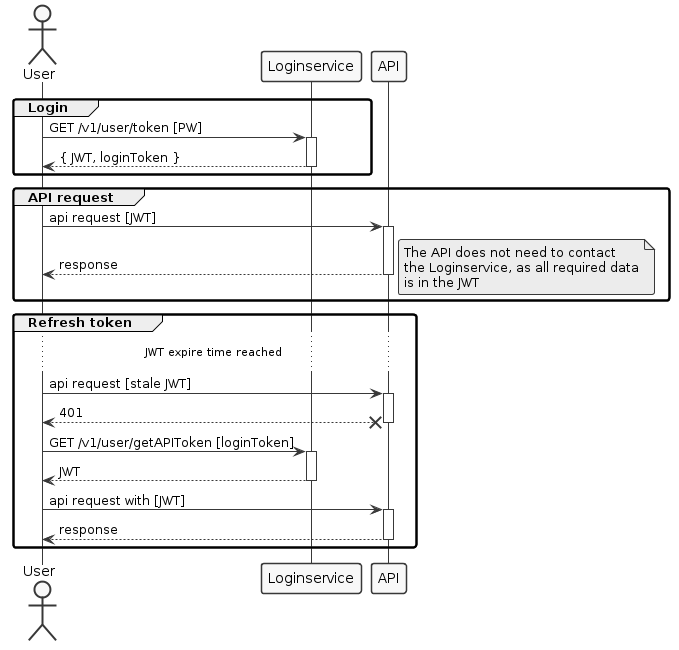 User
Loginservice
API
Login
GET /v1/user/token [PW]
{ JWT, loginToken }
API request
api request [JWT]
The API does not need to contact
the Loginservice, as all required data
is in the JWT
response
Refresh token
JWT expire time reached
api request [stale JWT]
401
GET /v1/user/getAPIToken [loginToken]
JWT
api request with [JWT]
response
User
Loginservice
API